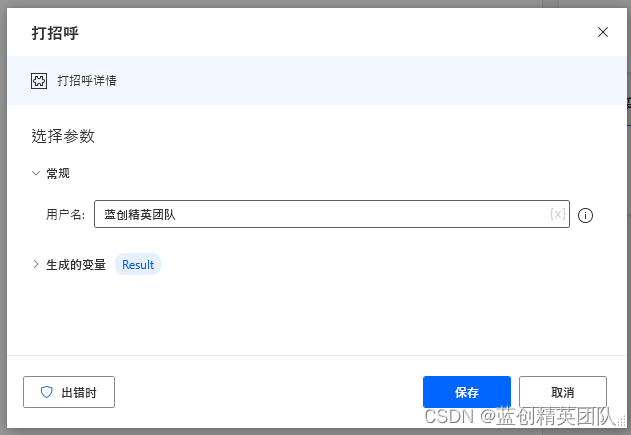 打招呼
打招呼详情
选择参数
常规
用户名: 蓝创精英团队 {x}
生成的变量 Result
出错时 保存 取消
CSDN @蓝创精英团队